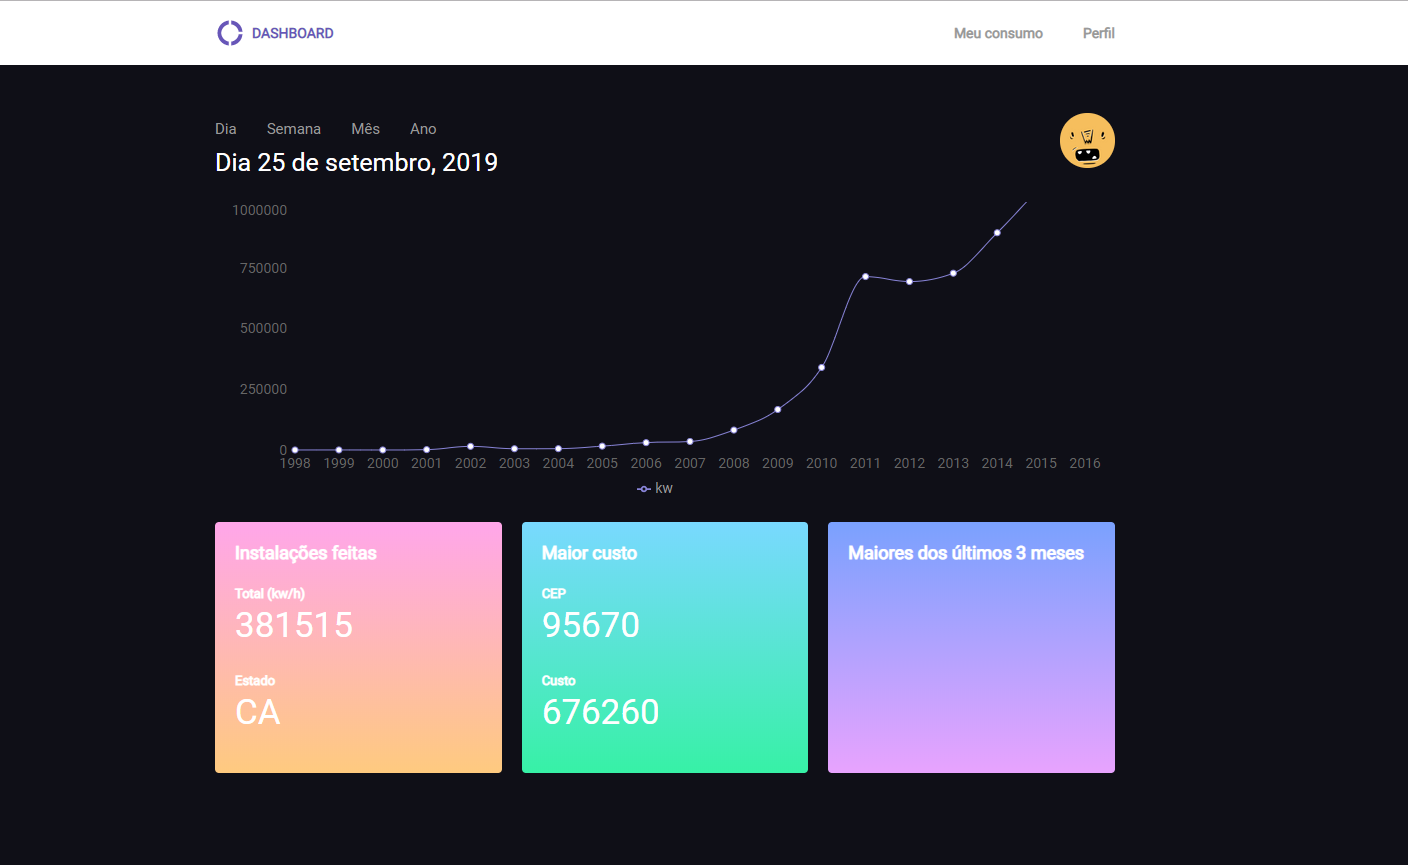 DASHBOARD
Meu consumo Perfil
Dia Semana Mês Ano
Dia 25 de setembro, 2019
1000000
750000
500000
250000
0
1998 1999 2000 2001 2002 2003 2004 2005 2006 2007 2008 2009 2010 2011 2012 2013 2014 2015 2016
kw
Instalações feitas
Total (kw/h)
381515
Estado
CA
Maior custo
CEP
95670
Custo
676260
Maiores dos últimos 3 meses